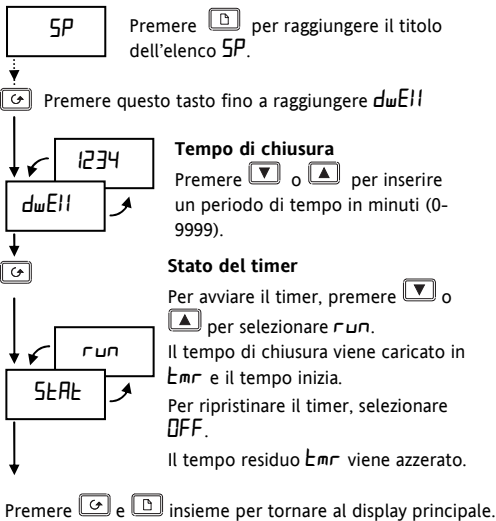 SP
Premere per raggiungere il titolo
dell'elenco SP.
Premere questo tasto fino a raggiungere dwEll
1234
dwEll
Tempo di chiusura
Premere o per inserire
un periodo di tempo in minuti (0-
9999).
Stato del timer
Per avviare il timer, premere o
per selezionare run.
run
StAt
Il tempo di chiusura viene caricato in
tmr e il tempo inizia.
Per ripristinare il timer, selezionare
OFF.
Il tempo residuo tmr viene azzerato.
Premere e insieme per tornare al display principale.